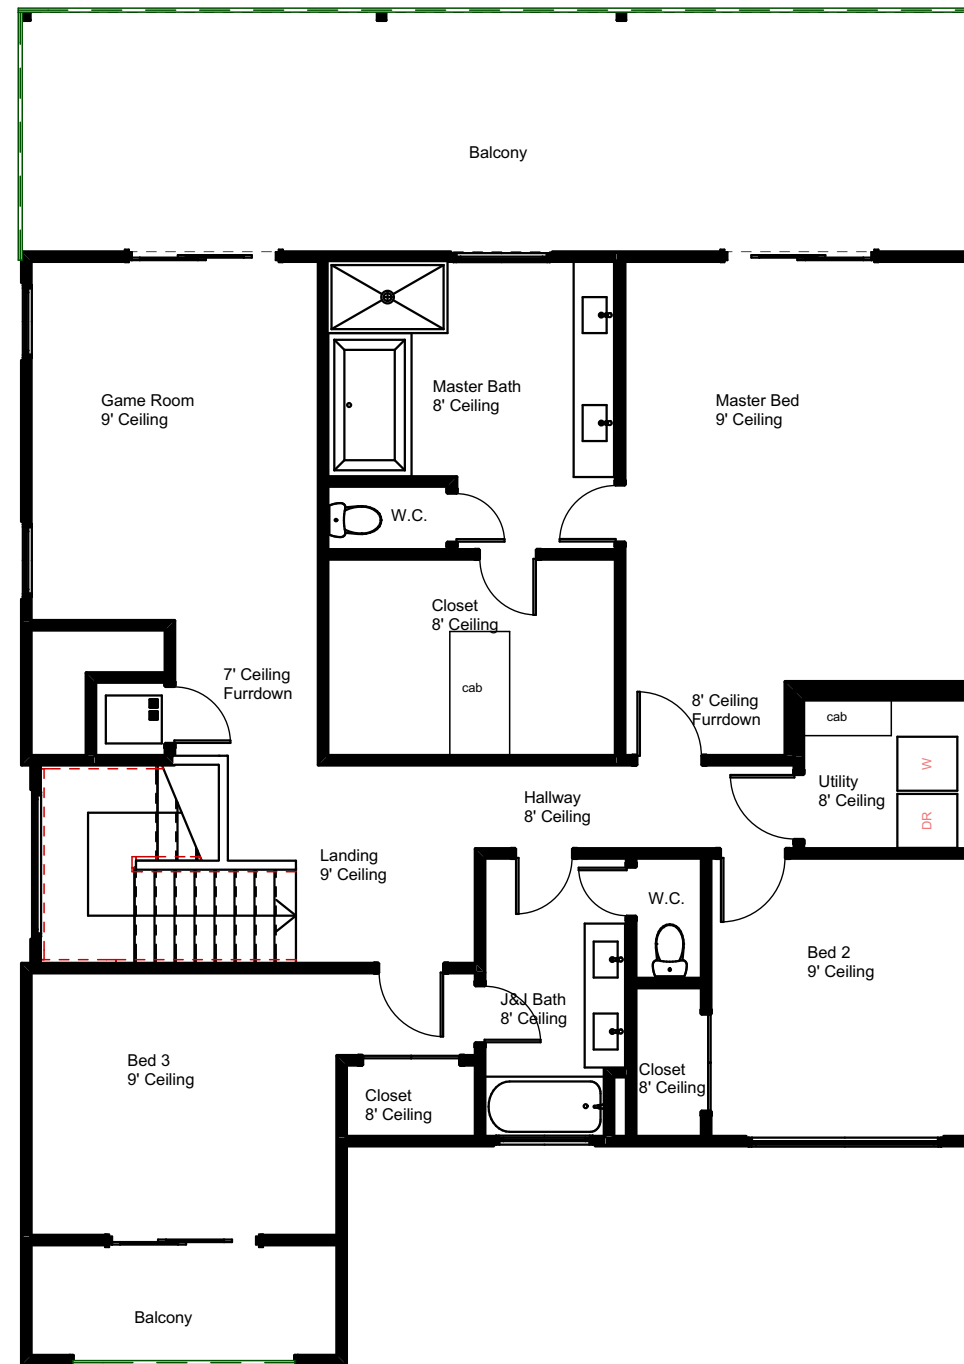 Balcony
Game Room
9' Ceiling
Master Bath
8' Ceiling
Master Bed
9' Ceiling
W.C.
Closet
8' Ceiling
cab
7' Ceiling
Furrdown
8' Ceiling
Furrdown
cab
W
Utility
8' Ceiling
DR
Hallway
8' Ceiling
Landing
9' Ceiling
W.C.
Bed 2
9' Ceiling
J&J Bath
8' Ceiling
Bed 3
9' Ceiling
Closet
8' Ceiling
Closet
8' Ceiling
Balcony